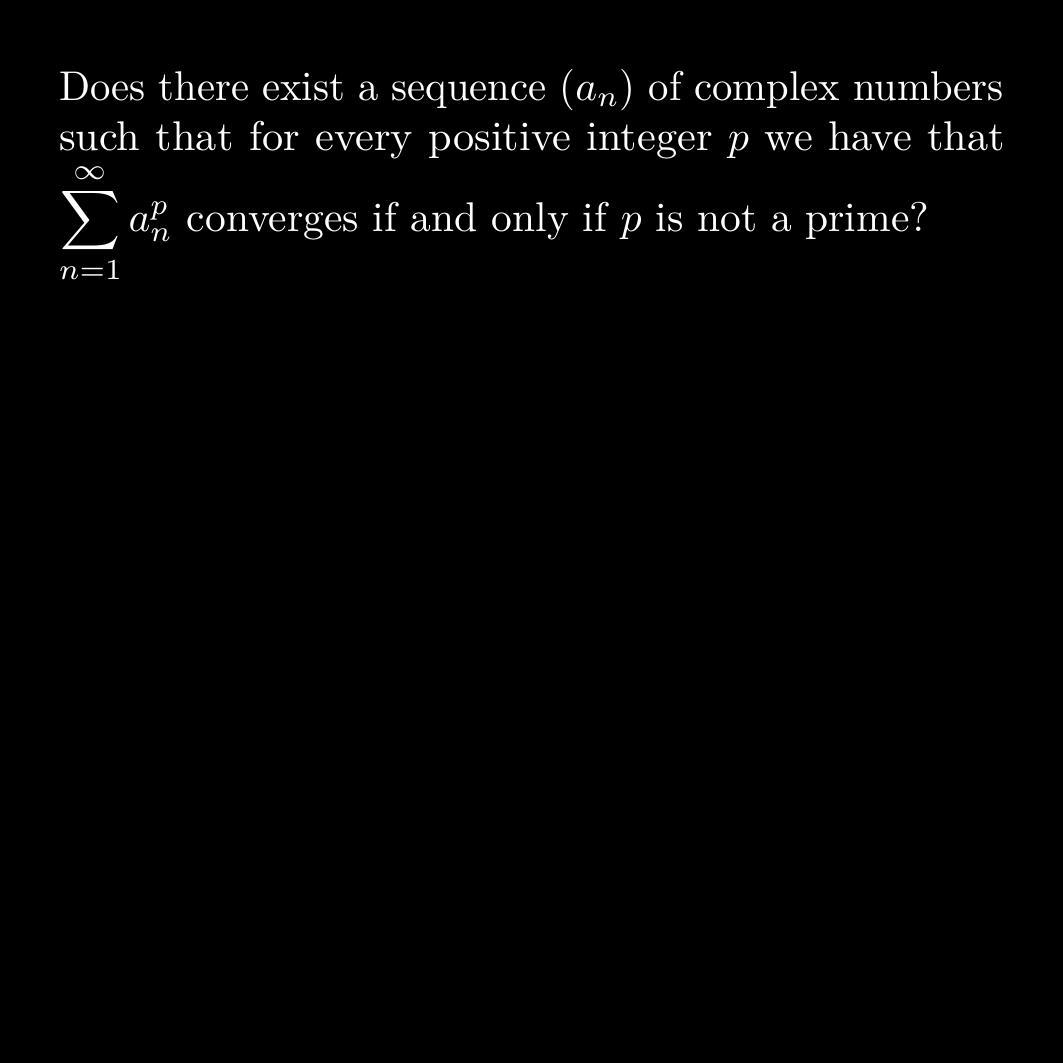 Does there exist a sequence $(a_n)$ of complex numbers
such that for every positive integer $p$ we have that
$\sum_{n=1}^{\infty} a_n^p$ converges if and only if $p$ is not a prime?